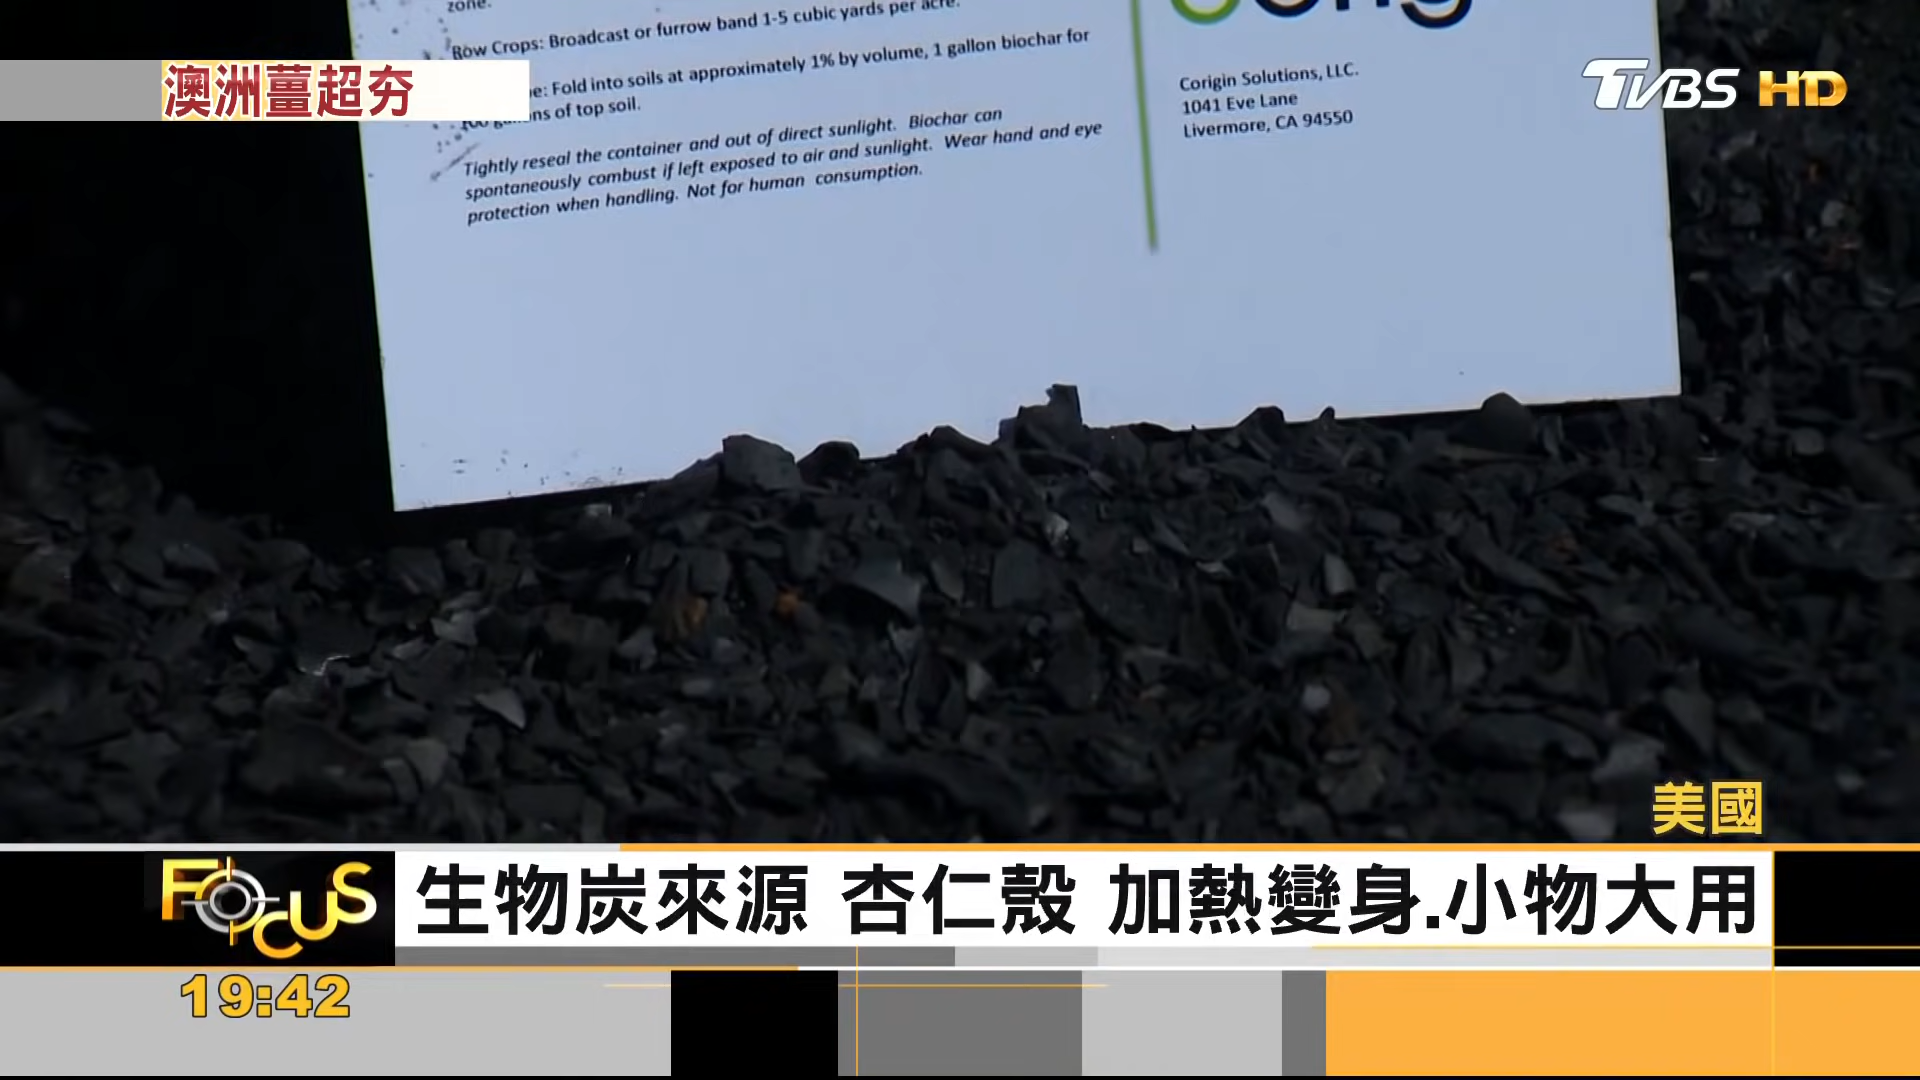 zone.
Row Crops: Broadcast or furrow band 1-5 cubic yards per acre.
e: Fold into soils at approximately 1% by volume, 1 gallon biochar for
100 gallons of top soil.
Tightly reseal the container and out of direct sunlight. Biochar can
spontaneously combust if left exposed to air and sunlight. Wear hand and eye
protection when handling. Not for human consumption.
Corigin Solutions, LLC.
1041 Eve Lane
Livermore, CA 94550
澳洲薑超夯
TVBS HD
美國
FOCUS
生物炭來源 杏仁殼 加熱變身.小物大用
19:42